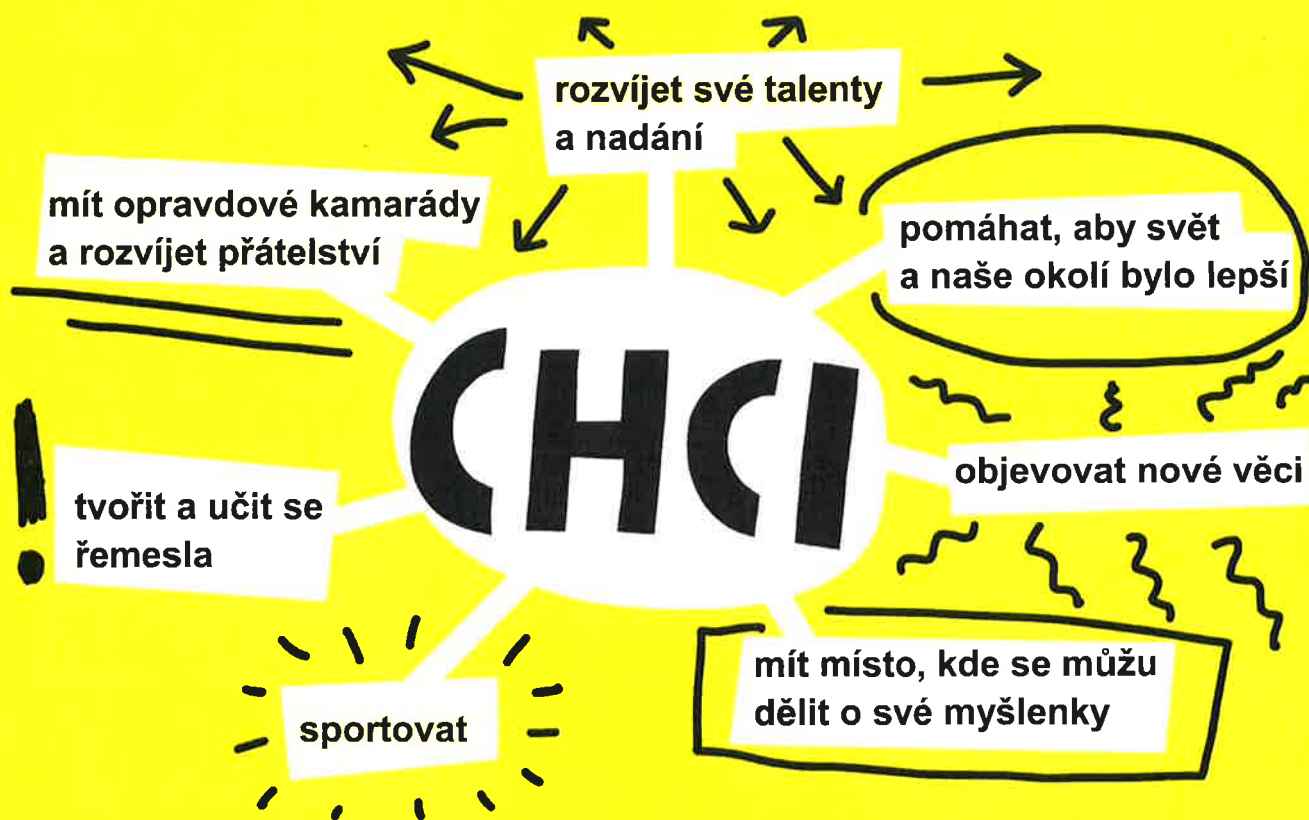 rozvíjet své talenty
a nadání
mít opravdové kamarády
a rozvíjet přátelství
pomáhat, aby svět
a naše okolí bylo lepší
CHCI
objevovat nové věci
tvořit a učit se
řemesla
mít místo, kde se můžu
dělit o své myšlenky
sportovat